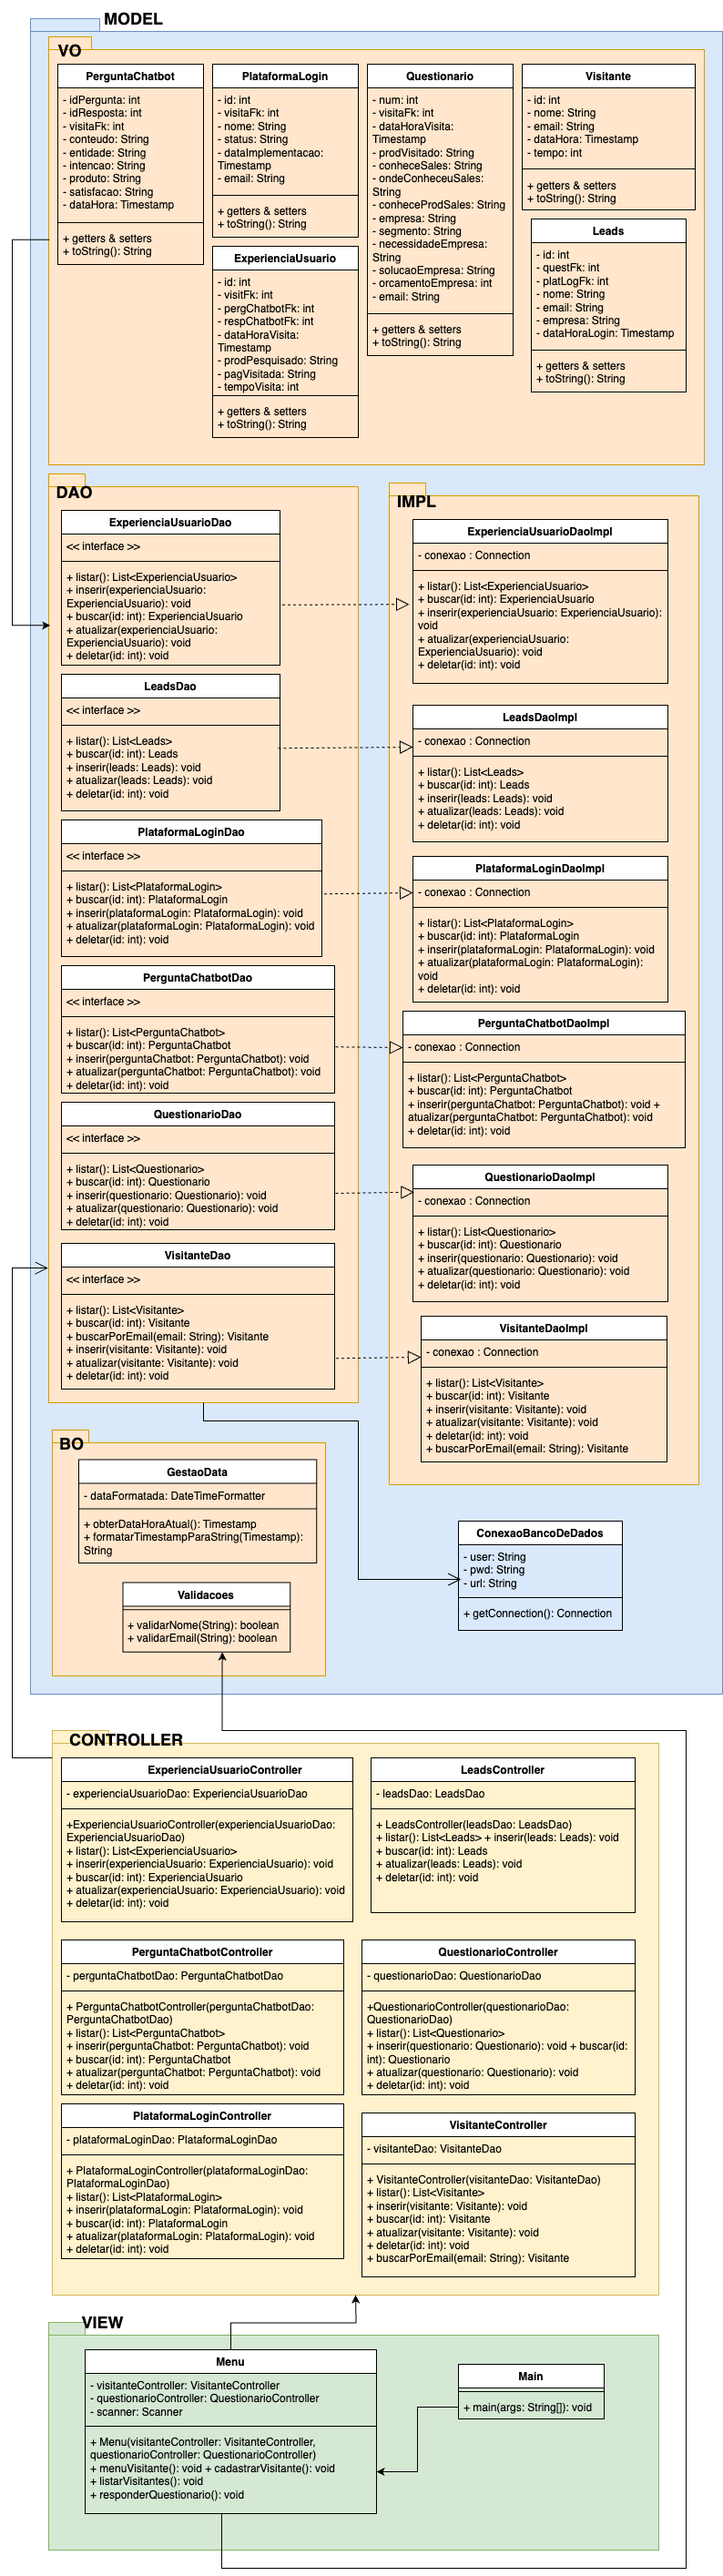 MODEL
VO
PerguntaChatbot
- idPergunta: int
- idResposta: int
- visitaFk: int
- conteudo: String
- entidade: String
- intencao: String
- produto: String
- satisfacao: String
- dataHora: Timestamp
+ getters & setters
+ toString(): String
PlataformaLogin
- id: int
- visitaFk: int
- nome: String
- status: String
- dataImplementacao:
Timestamp
- email: String
+ getters & setters
+ toString(): String
Questionario
- num: int
- visitaFk: int
- dataHoraVisita:
Timestamp
- prodVisitado: String
- conheceSales: String
- ondeConheceuSales:
String
- conheceProdSales: String
- empresa: String
- segmento: String
- necessidadeEmpresa:
String
- solucaoEmpresa: String
- orcamentoEmpresa: int
- email: String
+ getters & setters
+ toString(): String
Visitante
- id: int
- nome: String
- email: String
- dataHora: Timestamp
- tempo: int
+ getters & setters
+ toString(): String
ExperienciaUsuario
- id: int
- visitFk: int
- pergChatbotFk: int
- respChatbotFk: int
- dataHoraVisita:
Timestamp
- prodPesquisado: String
- pagVisitada: String
- tempoVisita: int
+ getters & setters
+ toString(): String
Leads
- id: int
- questFk: int
- platLogFk: int
- nome: String
- email: String
- empresa: String
- dataHoraLogin: Timestamp
+ getters & setters
+ toString(): String
DAO
ExperienciaUsuarioDao
<< interface >>
+ listar(): List<ExperienciaUsuario>
+ inserir(experienciaUsuario:
ExperienciaUsuario): void
+ buscar(id: int): ExperienciaUsuario
+ atualizar(experienciaUsuario:
ExperienciaUsuario): void
+ deletar(id: int): void
LeadsDao
<< interface >>
+ listar(): List<Leads>
+ buscar(id: int): Leads
+ inserir(leads: Leads): void
+ atualizar(leads: Leads): void
+ deletar(id: int): void
PlataformaLoginDao
<< interface >>
+ listar(): List<PlataformaLogin>
+ buscar(id: int): PlataformaLogin
+ inserir(plataformaLogin: PlataformaLogin): void
+ atualizar(plataformaLogin: PlataformaLogin): void
+ deletar(id: int): void
PerguntaChatbotDao
<< interface >>
+ listar(): List<PerguntaChatbot>
+ buscar(id: int): PerguntaChatbot
+ inserir(perguntaChatbot: PerguntaChatbot): void
+ atualizar(perguntaChatbot: PerguntaChatbot): void
+ deletar(id: int): void
QuestionarioDao
<< interface >>
+ listar(): List<Questionario>
+ buscar(id: int): Questionario
+ inserir(questionario: Questionario): void
+ atualizar(questionario: Questionario): void
+ deletar(id: int): void
VisitanteDao
<< interface >>
+ listar(): List<Visitante>
+ buscar(id: int): Visitante
+ buscarPorEmail(email: String): Visitante
+ inserir(visitante: Visitante): void
+ atualizar(visitante: Visitante): void
+ deletar(id: int): void
IMPL
ExperienciaUsuarioDaoImpl
- conexao : Connection
+ listar(): List<ExperienciaUsuario>
+ buscar(id: int): ExperienciaUsuario
+ inserir(experienciaUsuario: ExperienciaUsuario):
void
+ atualizar(experienciaUsuario:
ExperienciaUsuario): void
+ deletar(id: int): void
LeadsDaoImpl
- conexao : Connection
+ listar(): List<Leads>
+ buscar(id: int): Leads
+ inserir(leads: Leads): void
+ atualizar(leads: Leads): void
+ deletar(id: int): void
PlataformaLoginDaoImpl
- conexao : Connection
+ listar(): List<PlataformaLogin>
+ buscar(id: int): PlataformaLogin
+ inserir(plataformaLogin: PlataformaLogin): void
+ atualizar(plataformaLogin: PlataformaLogin):
void
+ deletar(id: int): void
PerguntaChatbotDaoImpl
- conexao : Connection
+ listar(): List<PerguntaChatbot>
+ buscar(id: int): PerguntaChatbot
+ inserir(perguntaChatbot: PerguntaChatbot): void +
atualizar(perguntaChatbot: PerguntaChatbot): void
+ deletar(id: int): void
QuestionarioDaoImpl
- conexao : Connection
+ listar(): List<Questionario>
+ buscar(id: int): Questionario
+ inserir(questionario: Questionario): void
+ atualizar(questionario: Questionario): void
+ deletar(id: int): void
VisitanteDaoImpl
- conexao : Connection
+ listar(): List<Visitante>
+ buscar(id: int): Visitante
+ inserir(visitante: Visitante): void
+ atualizar(visitante: Visitante): void
+ deletar(id: int): void
+ buscarPorEmail(email: String): Visitante
BO
GestaoData
- dataFormatada: DateTimeFormatter
+ obterDataHoraAtual(): Timestamp
+ formatarTimestampParaString(Timestamp):
String
Validacoes
+ validarNome(String): boolean
+ validarEmail(String): boolean
ConexaoBancoDeDados
- user: String
- pwd: String
- url: String
+ getConnection(): Connection
CONTROLLER
ExperienciaUsuarioController
- experienciaUsuarioDao: ExperienciaUsuarioDao
+ExperienciaUsuarioController(experienciaUsuarioDao:
ExperienciaUsuarioDao)
+ listar(): List<ExperienciaUsuario>
+ inserir(experienciaUsuario: ExperienciaUsuario): void
+ buscar(id: int): ExperienciaUsuario
+ atualizar(experienciaUsuario: ExperienciaUsuario): void
+ deletar(id: int): void
LeadsController
- leadsDao: LeadsDao
+ LeadsController(leadsDao: LeadsDao)
+ listar(): List<Leads> + inserir(leads: Leads): void
+ buscar(id: int): Leads
+ atualizar(leads: Leads): void
+ deletar(id: int): void
PerguntaChatbotController
- perguntaChatbotDao: PerguntaChatbotDao
+ PerguntaChatbotController(perguntaChatbotDao:
PerguntaChatbotDao)
+ listar(): List<PerguntaChatbot>
+ inserir(perguntaChatbot: PerguntaChatbot): void
+ buscar(id: int): PerguntaChatbot
+ atualizar(perguntaChatbot: PerguntaChatbot): void
+ deletar(id: int): void
QuestionarioController
- questionarioDao: QuestionarioDao
+QuestionarioController(questionarioDao:
QuestionarioDao)
+ listar(): List<Questionario>
+ inserir(questionario: Questionario): void + buscar(id:
int): Questionario
+ atualizar(questionario: Questionario): void
+ deletar(id: int): void
PlataformaLoginController
- plataformaLoginDao: PlataformaLoginDao
+ PlataformaLoginController(plataformaLoginDao:
PlataformaLoginDao)
+ listar(): List<PlataformaLogin>
+ inserir(plataformaLogin: PlataformaLogin): void
+ buscar(id: int): PlataformaLogin
+ atualizar(plataformaLogin: PlataformaLogin): void
+ deletar(id: int): void
VisitanteController
- visitanteDao: VisitanteDao
+ VisitanteController(visitanteDao: VisitanteDao)
+ listar(): List<Visitante>
+ inserir(visitante: Visitante): void
+ buscar(id: int): Visitante
+ atualizar(visitante: Visitante): void
+ deletar(id: int): void
+ buscarPorEmail(email: String): Visitante
VIEW
Menu
- visitanteController: VisitanteController
- questionarioController: QuestionarioController
- scanner: Scanner
+ Menu(visitanteController: VisitanteController,
questionarioController: QuestionarioController)
+ menuVisitante(): void + cadastrarVisitante(): void
+ listarVisitantes(): void
+ responderQuestionario(): void
Main
+ main(args: String[]): void